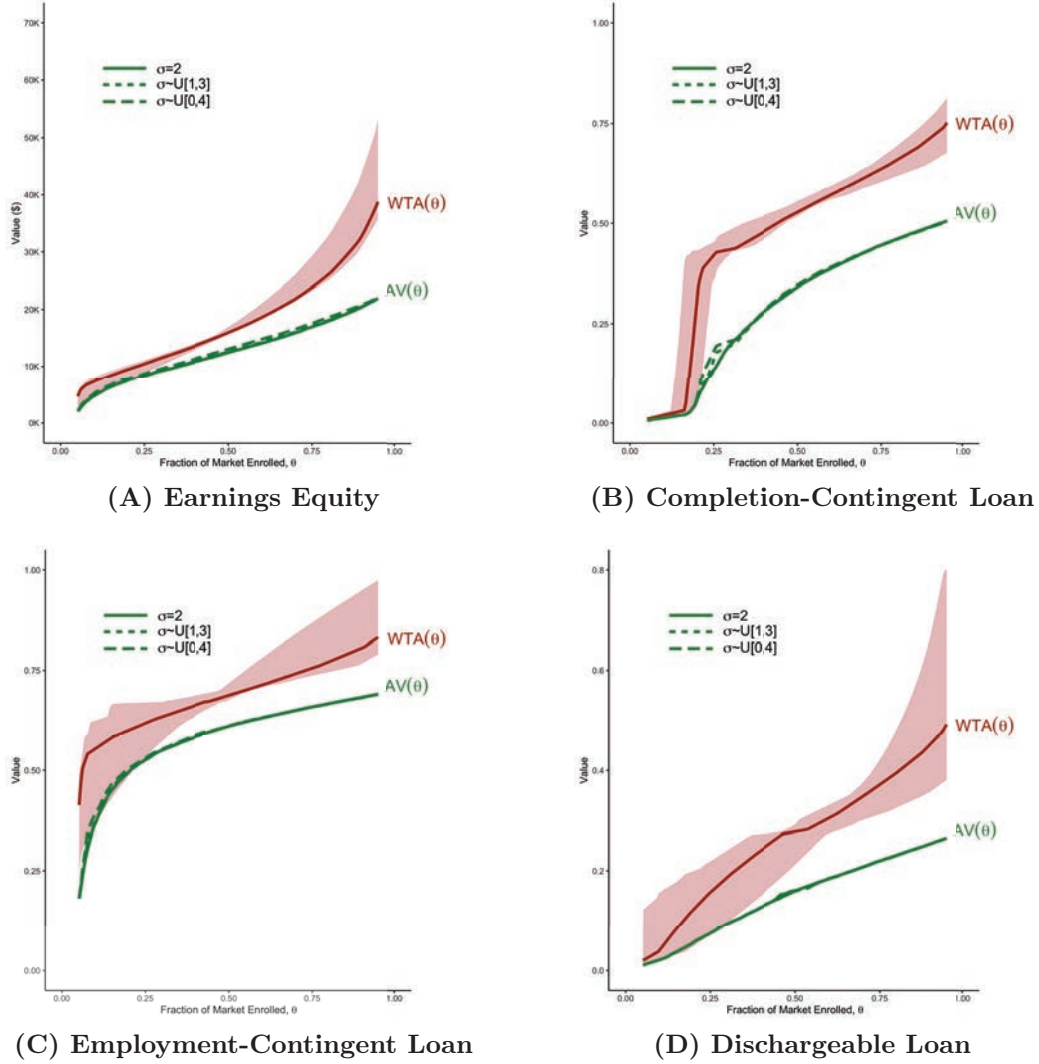 70K
60K
50K
40K
30K
20K
10K
0K
Value ($)
σ=2
σ~U[1,3]
σ~U[0,4]
WTA(θ)
AV(θ)
0.00 0.25 0.50 0.75 1.00
Fraction of Market Enrolled, θ
(A) Earnings Equity
1.00
0.75
0.50
0.25
0.00
Value
σ=2
σ~U[1,3]
σ~U[0,4]
WTA(θ)
AV(θ)
0.00 0.25 0.50 0.75 1.00
Fraction of Market Enrolled, θ
(B) Completion-Contingent Loan
1.00
0.75
0.50
0.25
0.00
Value
σ=2
σ~U[1,3]
σ~U[0,4]
WTA(θ)
AV(θ)
0.00 0.25 0.50 0.75 1.00
Fraction of Market Enrolled, θ
(C) Employment-Contingent Loan
0.8
0.6
0.4
0.2
0.0
Value
σ=2
σ~U[1,3]
σ~U[0,4]
WTA(θ)
AV(θ)
0.00 0.25 0.50 0.75 1.00
Fraction of Market Enrolled, θ
(D) Dischargeable Loan